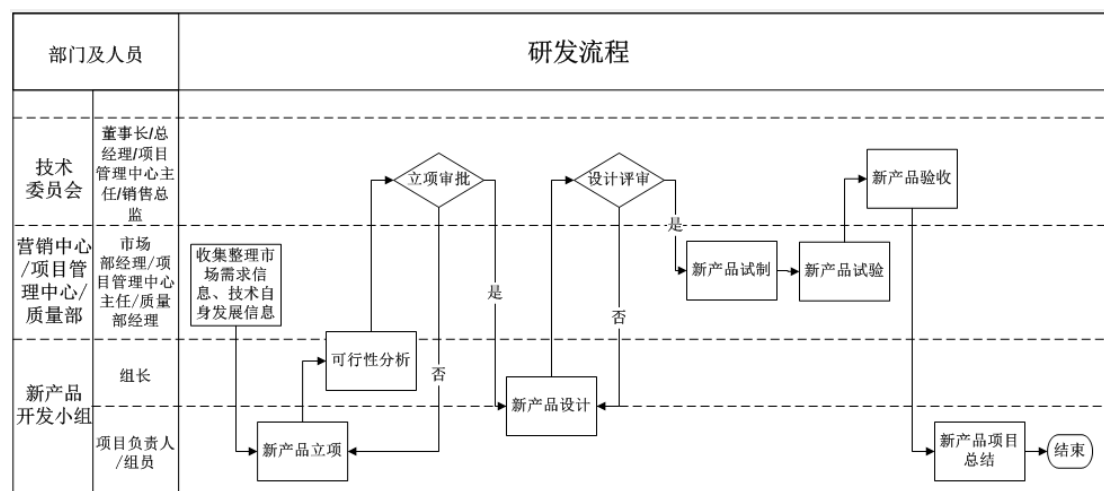 部门及人员
研发流程
技术
委员会
董事长/总
经理/项目
管理中心主
任/销售总
监
立项审批
设计评审
新产品验收
是
营销中心
/项目管
理中心/
质量部
市场
部经理/项
目管理中心
主任/质量
部经理
收集整理市
场需求信
息、技术自
身发展信息
是
新产品试制
新产品试验
否
新产品
开发小组
组长
可行性分析
否
新产品设计
项目负责人
/组员
新产品立项
新产品项目
总结
结束